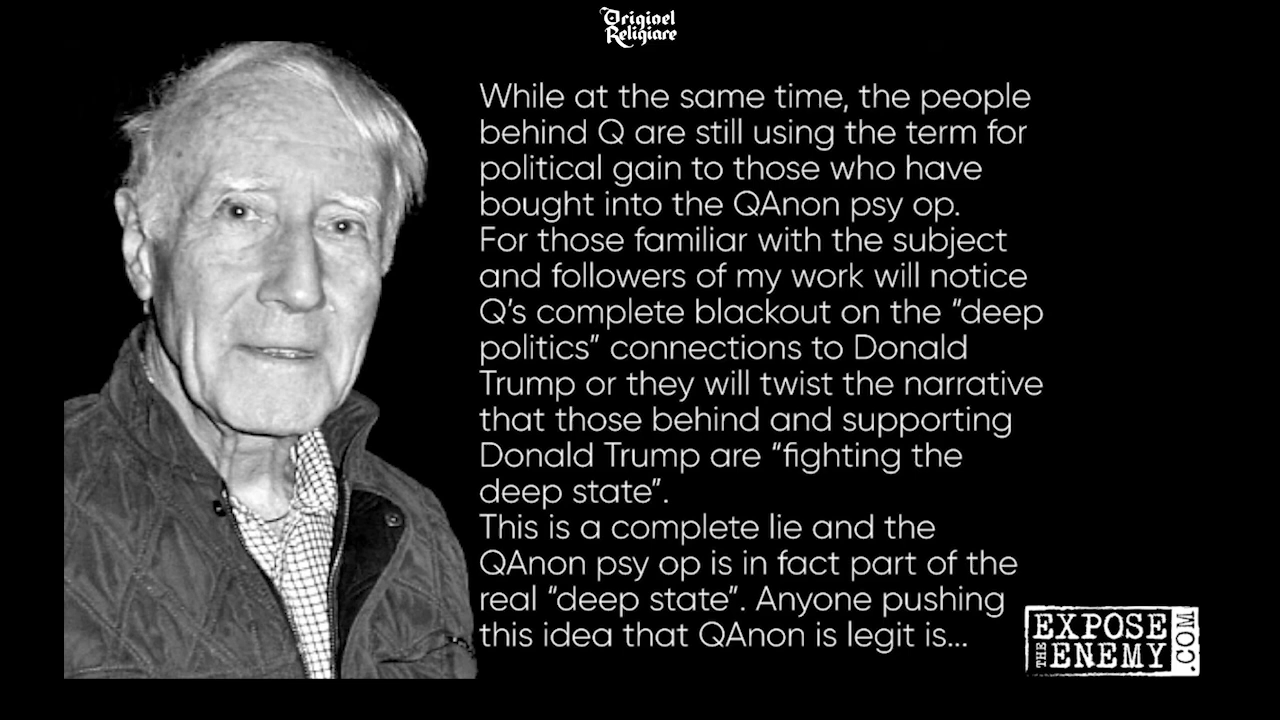 Original
Religiare
While at the same time, the people
behind Q are still using the term for
political gain to those who have
bought into the QAnon psy op.
For those familiar with the subject
and followers of my work will notice
Q's complete blackout on the "deep
politics" connections to Donald
Trump or they will twist the narrative
that those behind and supporting
Donald Trump are "fighting the
deep state".
This is a complete lie and the
QAnon psy op is in fact part of the
real "deep state". Anyone pushing
this idea that QAnon is legit is...
EXPOSE
THE ENEMY
.COM